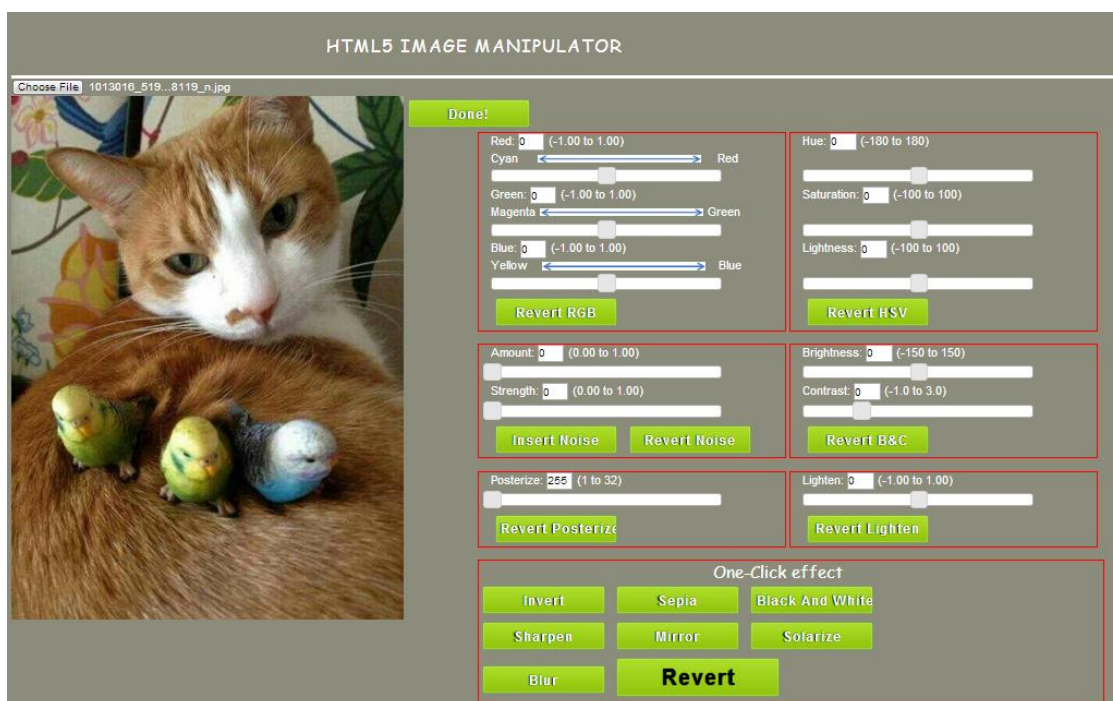 HTML5 IMAGE MANIPULATOR
Choose File 1013016_519...8119_n.jpg
Done!
Red: 0 (-1.00 to 1.00)
Cyan Red
Green: 0 (-1.00 to 1.00)
Magenta Green
Blue: 0 (-1.00 to 1.00)
Yellow Blue
Revert RGB
Hue: 0 (-180 to 180)
Saturation: 0 (-100 to 100)
Lightness: 0 (-100 to 100)
Revert HSV
Amount: 0 (0.00 to 1.00)
Strength: 0 (0.00 to 1.00)
Insert Noise Revert Noise
Brightness: 0 (-150 to 150)
Contrast: 0 (-1.0 to 3.0)
Revert B&C
Posterize: 255 (1 to 32)
Revert Posterize
Lighten: 0 (-1.00 to 1.00)
Revert Lighten
One-Click effect
Invert Sepia Black And White
Sharpen Mirror Solarize
Blur Revert